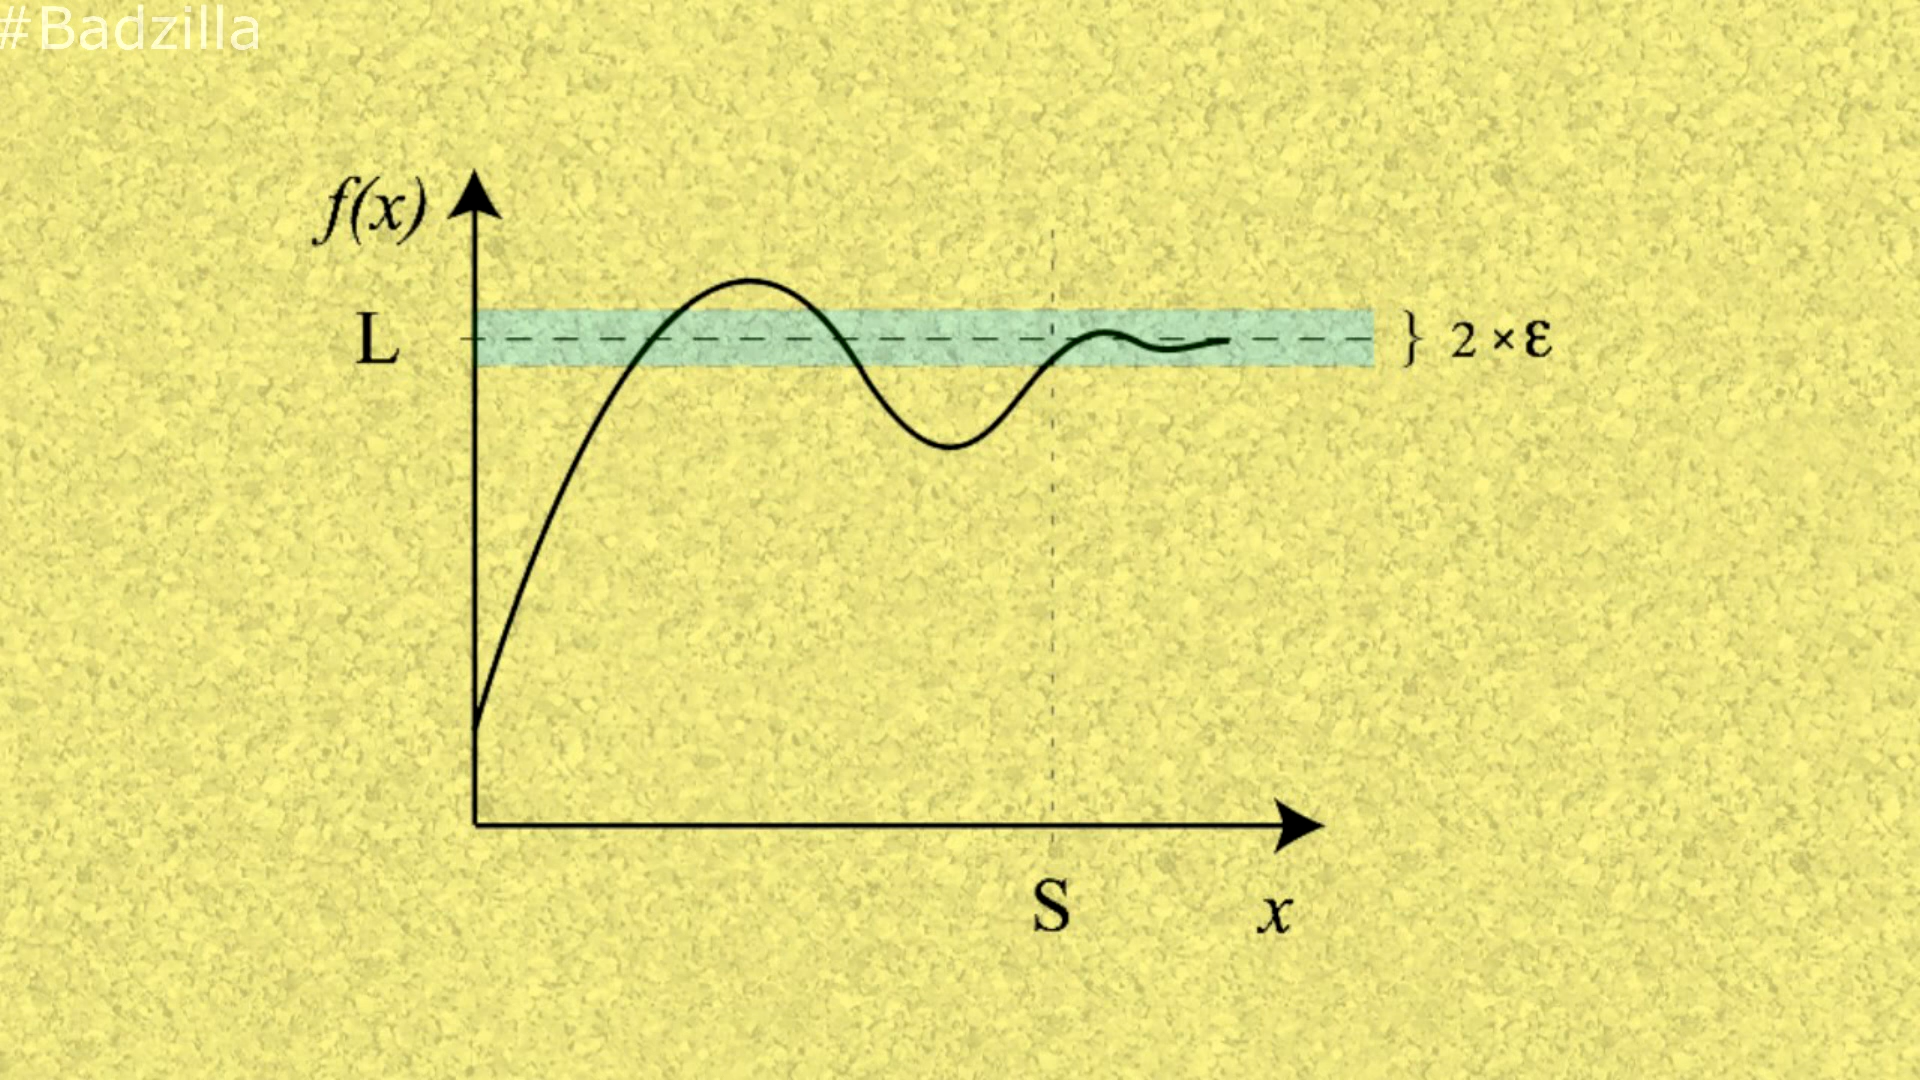 #Badzilla
f(x)
L
} 2 × ε
S
x